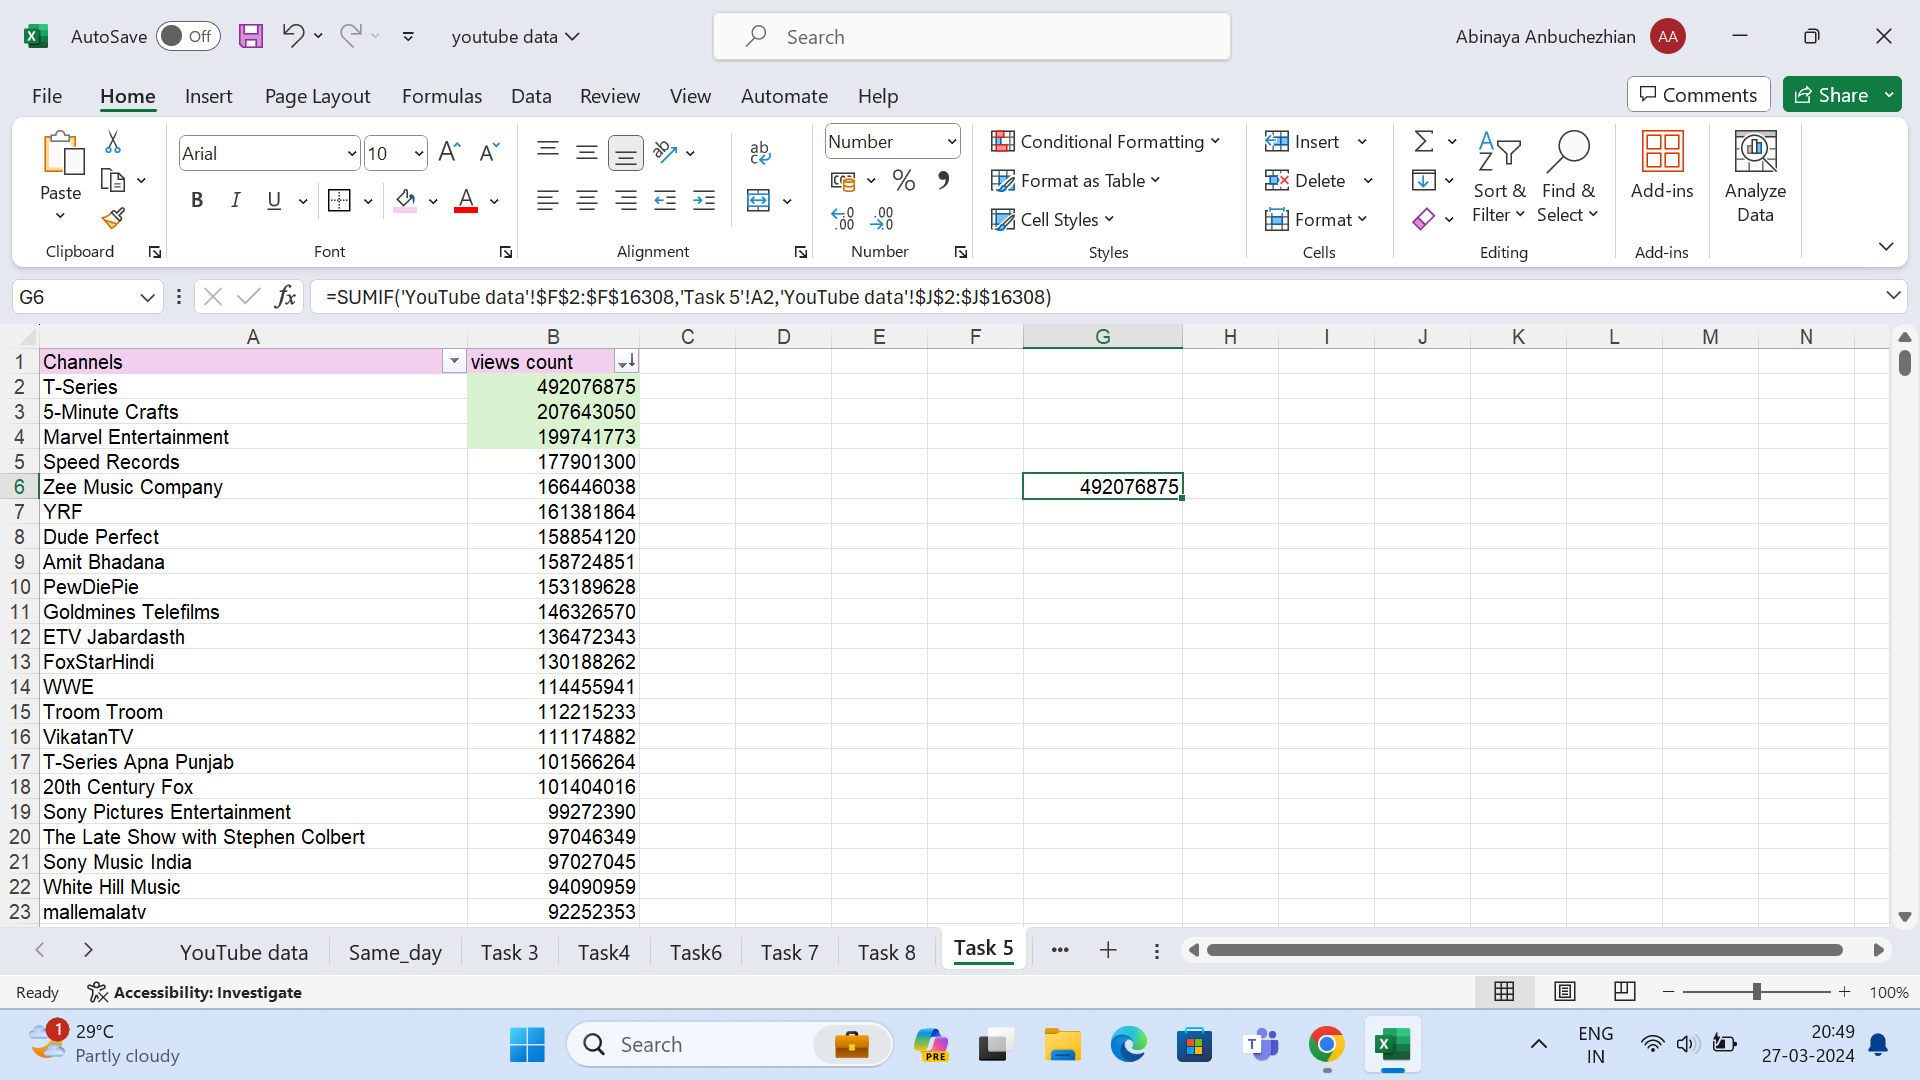 AutoSave Off youtube data Search Abinaya Anbuchezhian AA
File Home Insert Page Layout Formulas Data Review View Automate Help Comments Share
Paste Arial 10 Number Conditional Formatting Insert
Format as Table Delete Sort & Filter Find & Select Add-ins Analyze Data
B I U Cell Styles Format
Clipboard Font Alignment Number Styles Cells Editing Add-ins
G6 fx =SUMIF('YouTube data'!$F$2:$F$16308,'Task 5'!A2,'YouTube data'!$J$2:$J$16308)
A B C D E F G H I J K L M N
1 Channels views count
2 T-Series 492076875
3 5-Minute Crafts 207643050
4 Marvel Entertainment 199741773
5 Speed Records 177901300
6 Zee Music Company 166446038 492076875
7 YRF 161381864
8 Dude Perfect 158854120
9 Amit Bhadana 158724851
10 PewDiePie 153189628
11 Goldmines Telefilms 146326570
12 ETV Jabardasth 136472343
13 FoxStarHindi 130188262
14 WWE 114455941
15 Troom Troom 112215233
16 VikatanTV 111174882
17 T-Series Apna Punjab 101566264
18 20th Century Fox 101404016
19 Sony Pictures Entertainment 99272390
20 The Late Show with Stephen Colbert 97046349
21 Sony Music India 97027045
22 White Hill Music 94090959
23 mallemalatv 92252353
YouTube data Same_day Task 3 Task4 Task6 Task 7 Task 8 Task 5
Ready Accessibility: Investigate 100%
1 29°C Search PRE ENG 20:49
Partly cloudy IN 27-03-2024